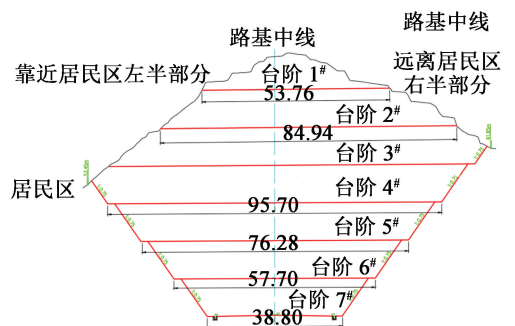 路基中线
路基中线
靠近居民区左半部分
远离居民区
右半部分
台阶 1#
53.76
台阶 2#
84.94
台阶 3#
居民区
台阶 4#
95.70
台阶 5#
76.28
台阶 6#
57.70
台阶 7#
38.80